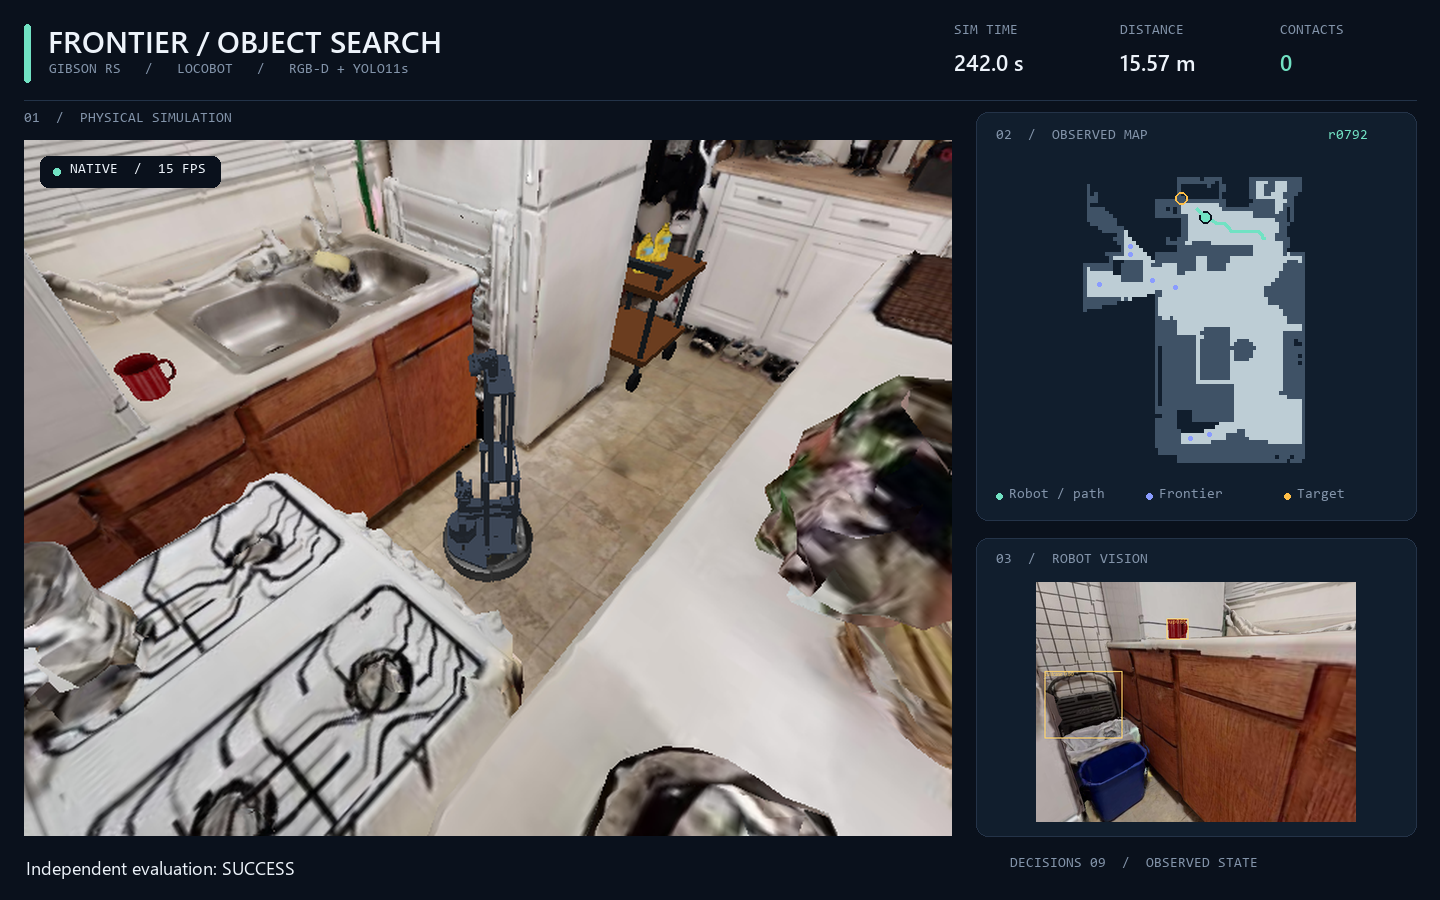 FRONTIER / OBJECT SEARCH
GIBSON RS / LOCOBOT / RGB-D + YOLO11s
SIM TIME
242.0 s
DISTANCE
15.57 m
CONTACTS
0
01 / PHYSICAL SIMULATION
NATIVE / 15 FPS
02 / OBSERVED MAP
r0792
Robot / path
Frontier
Target
03 / ROBOT VISION
Independent evaluation: SUCCESS
DECISIONS 09 / OBSERVED STATE